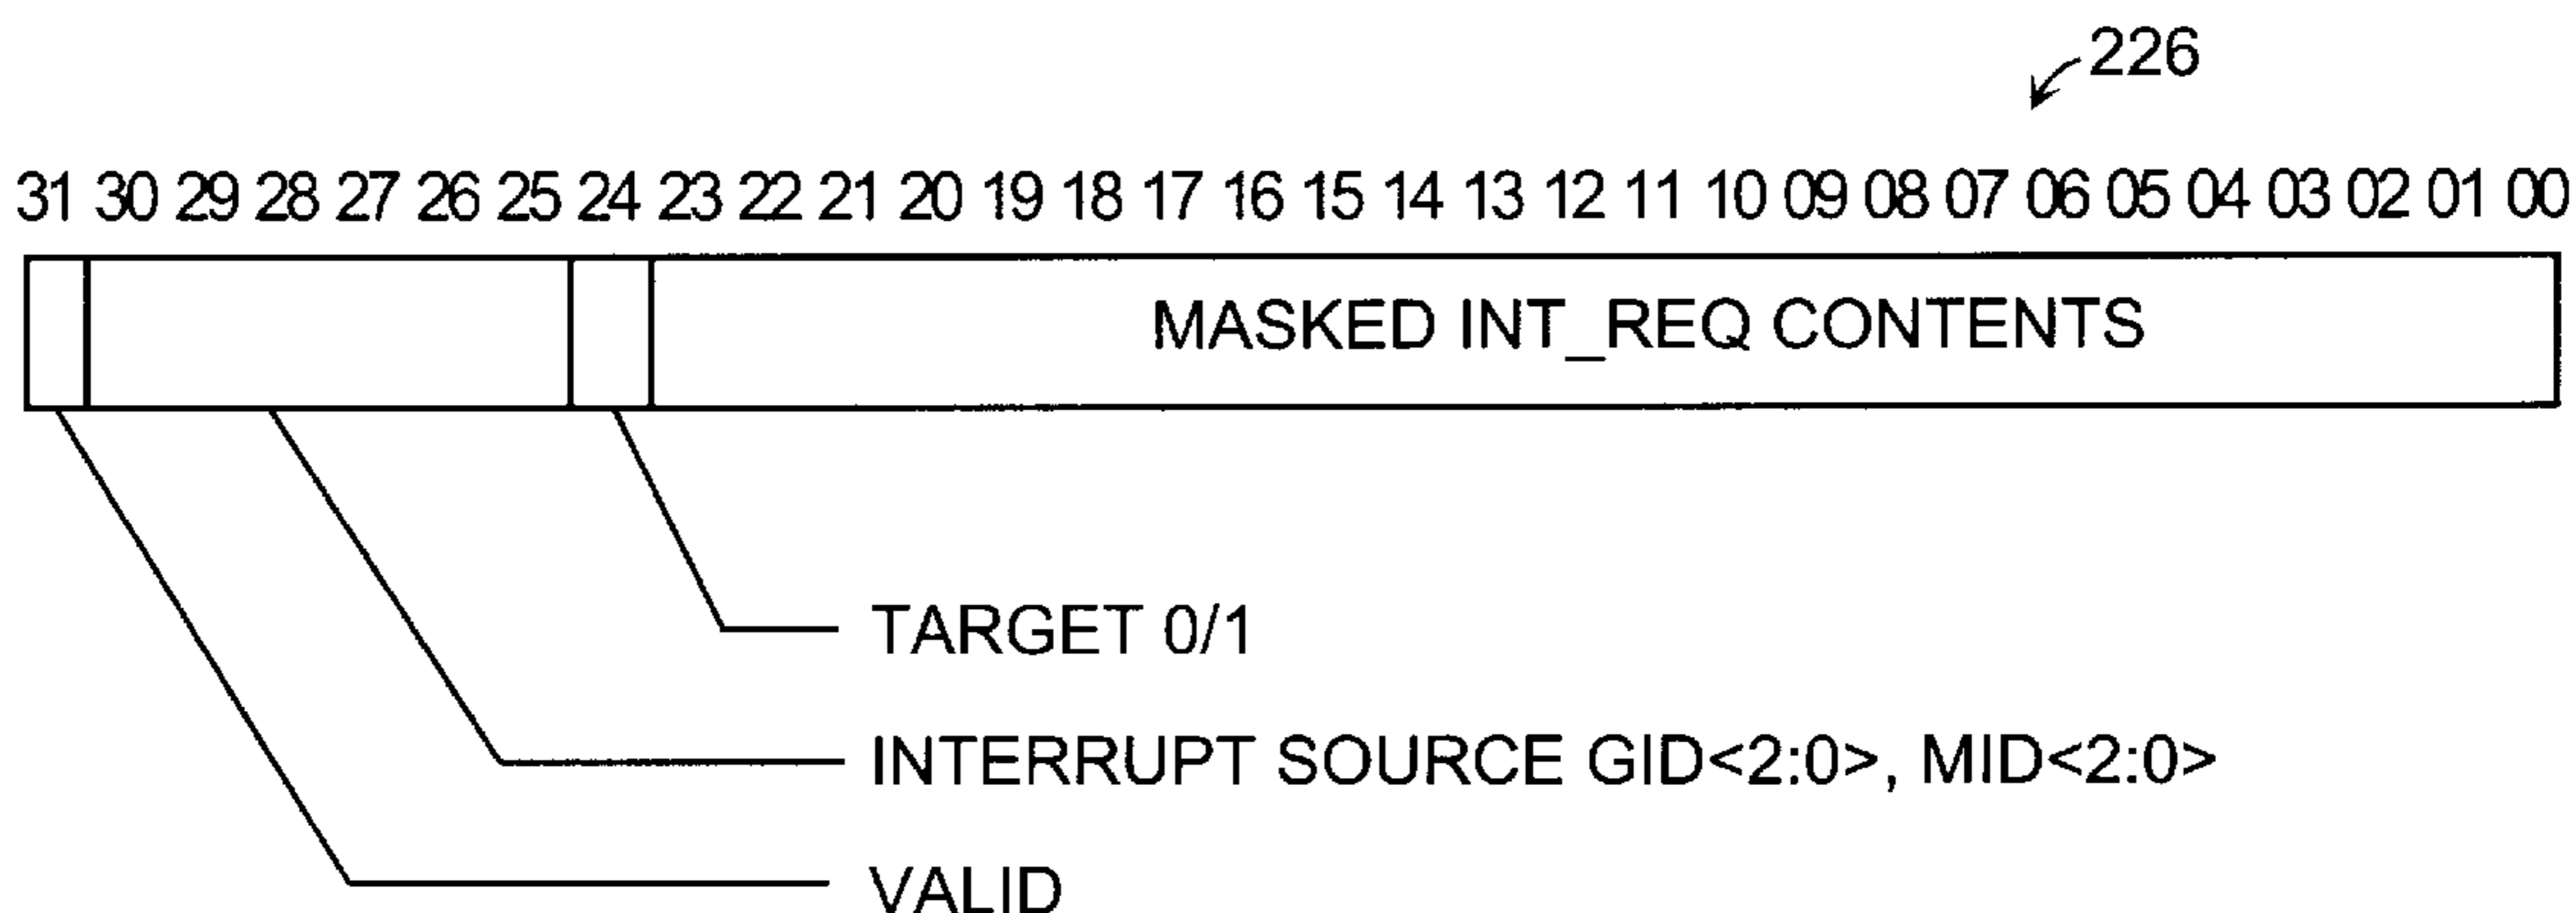 226
31 30 29 28 27 26 25 24 23 22 21 20 19 18 17 16 15 14 13 12 11 10 09 08 07 06 05 04 03 02 01 00
MASKED INT_REQ CONTENTS
TARGET 0/1
INTERRUPT SOURCE GID<2:0>, MID<2:0>
VALID